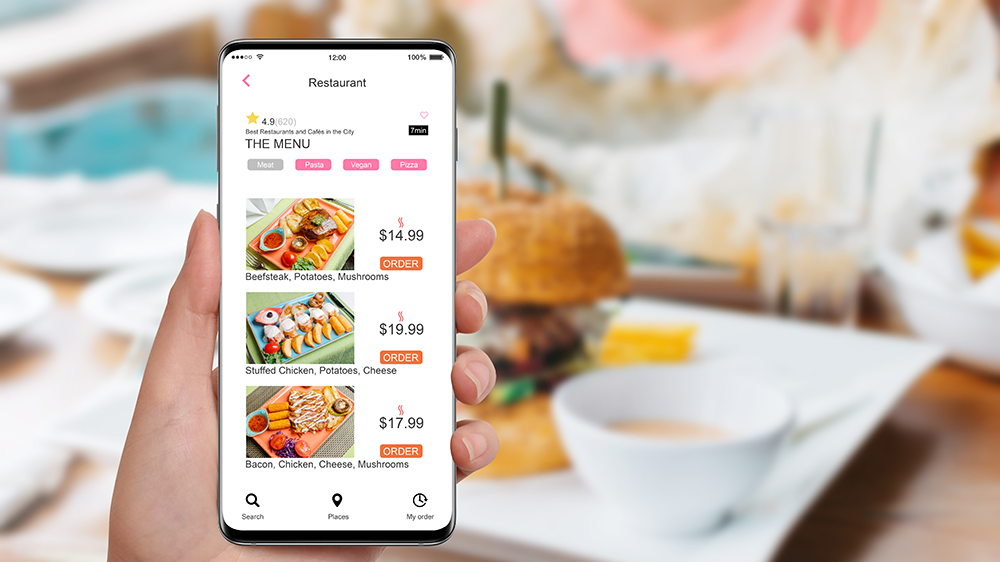 12:00
100%
Restaurant
4.9(620)
Best Restaurants and Cafés in the City
7min
THE MENU
Meat Pasta Vegan Pizza
$14.99
ORDER
Beefsteak, Potatoes, Mushrooms
$19.99
ORDER
Stuffed Chicken, Potatoes, Cheese
$17.99
ORDER
Bacon, Chicken, Cheese, Mushrooms
Search Places My order